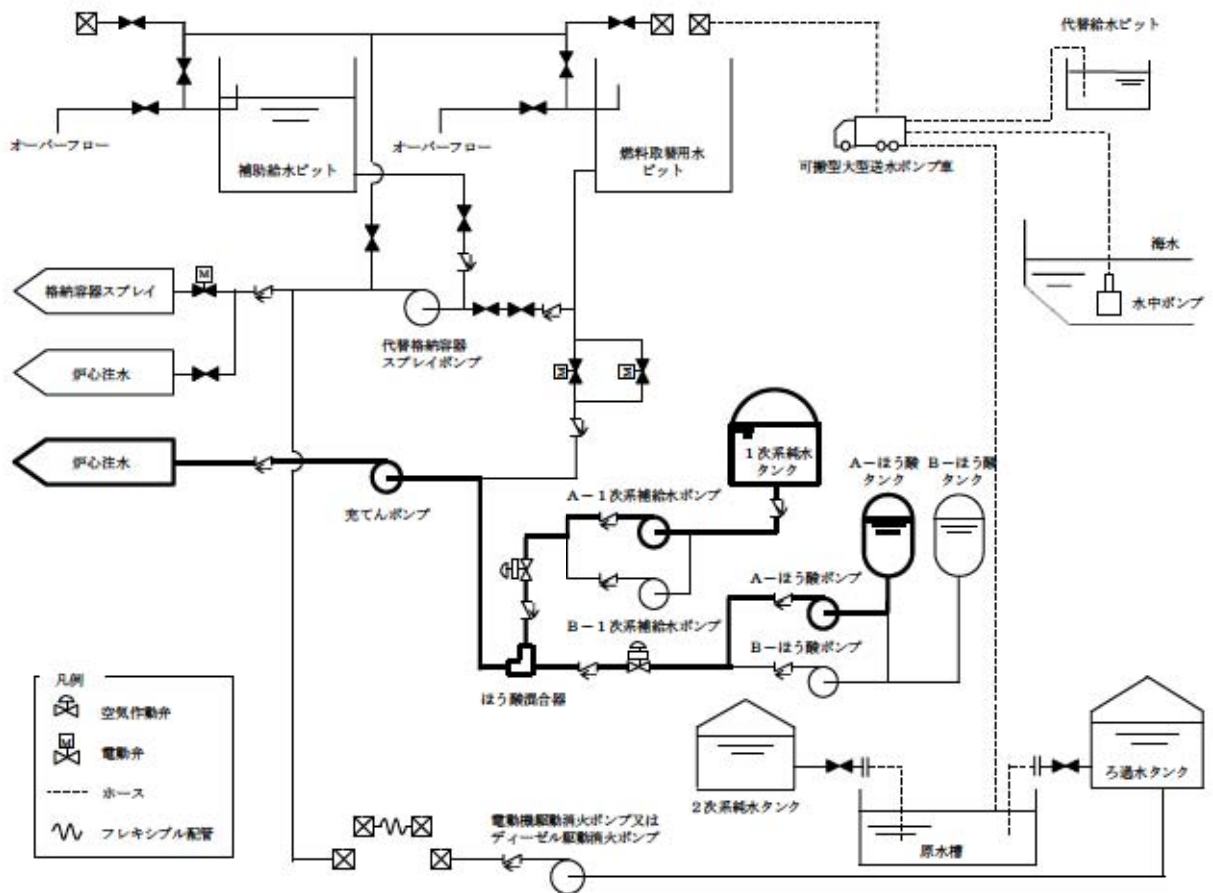 代替給水ピット
オーバーフロー
補助給水ピット
オーバーフロー
燃料取替用水
ピット
可搬型大型送水ポンプ車
海水
水中ポンプ
格納容器スプレイ
M
代替格納容器
スプレイポンプ
炉心注水
M
M
炉心注水
充てんポンプ
1次系純水
タンク
A-ほう酸
タンク
B-ほう酸
タンク
A-1次系補給水ポンプ
A-ほう酸ポンプ
B-1次系補給水ポンプ
B-ほう酸ポンプ
ほう酸混合器
凡例
空気作動弁
M
電動弁
ホース
フレキシブル配管
2次系純水タンク
ろ過水タンク
原水槽
電動機駆動消火ポンプ又は
ディーゼル駆動消火ポンプ